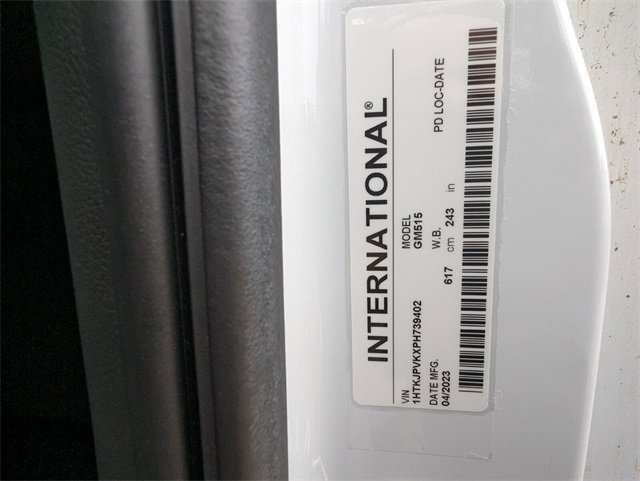 INTERNATIONAL®
VIN MODEL
1HTKJPVKXPH739402 GM515
DATE MFG. W.B. PD LOC-DATE
04/2023 617 cm 243 in